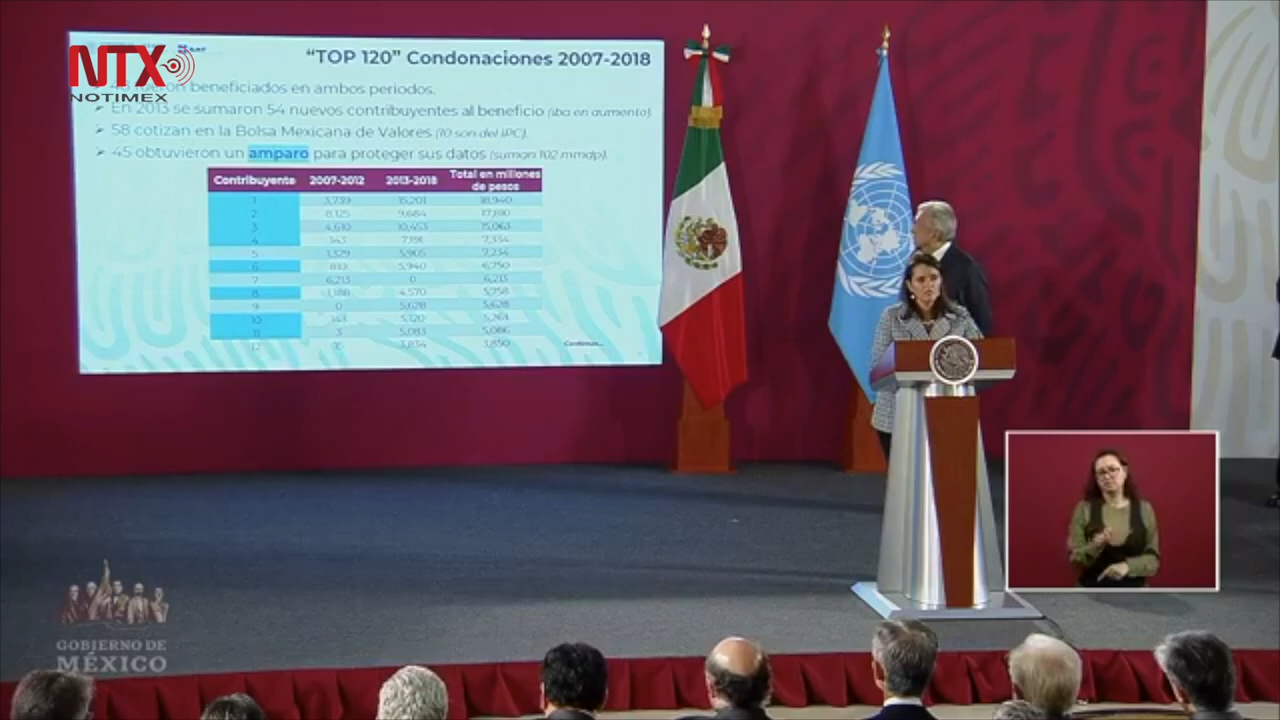 NTX
NOTIMEX
"TOP 120" Condonaciones 2007-2018
fueron beneficiados en ambos periodos.
En 2013 se sumaron 54 nuevos contribuyentes al beneficio (iba en aumento).
58 cotizan en la Bolsa Mexicana de Valores (10 son del IPC).
45 obtuvieron un amparo para proteger sus datos (suman 102 mmdp).
Contribuyente 2007-2012 2013-2018 Total en millones de pesos
1 3,739 15,201 18,940
2 8,125 9,684
3 4,610 10,453 15,063
4 143 7,191 7,334
5 1,329 5,905 7,234
6 810 5,940 6,750
7 6,213 0 6,213
8 1,188 4,570 5,758
9 0 5,628 5,628
10 143 5,120
11 3 5,083 5,086
12 3,834 3,850
Continúa...
GOBIERNO DE
MÉXICO